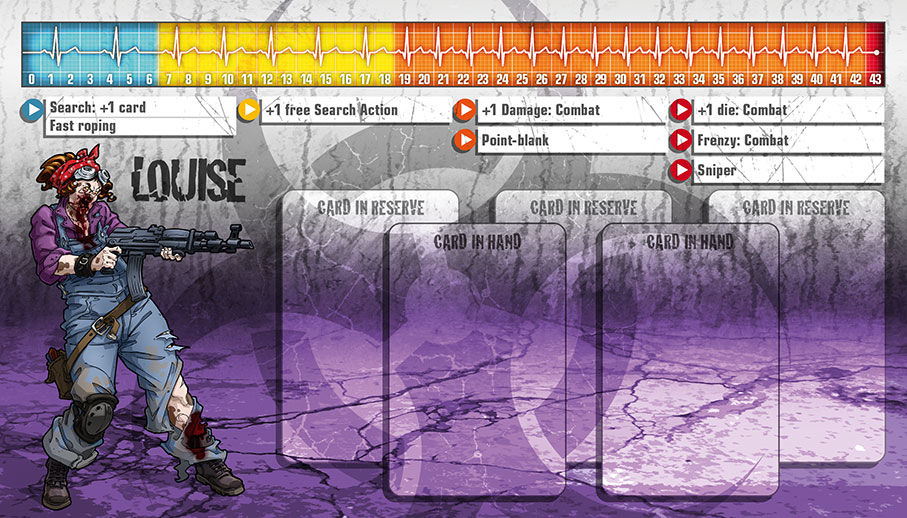 0 1 2 3 4 5 6 7 8 9 10 11 12 13 14 15 16 17 18 19 20 21 22 23 24 25 26 27 28 29 30 31 32 33 34 35 36 37 38 39 40 41 42 43
Search: +1 card
Fast roping
+1 free Search Action
+1 Damage: Combat
Point-blank
+1 die: Combat
Frenzy: Combat
Sniper
LOUISE
CARD IN RESERVE
CARD IN RESERVE
CARD IN RESERVE
CARD IN HAND
CARD IN HAND